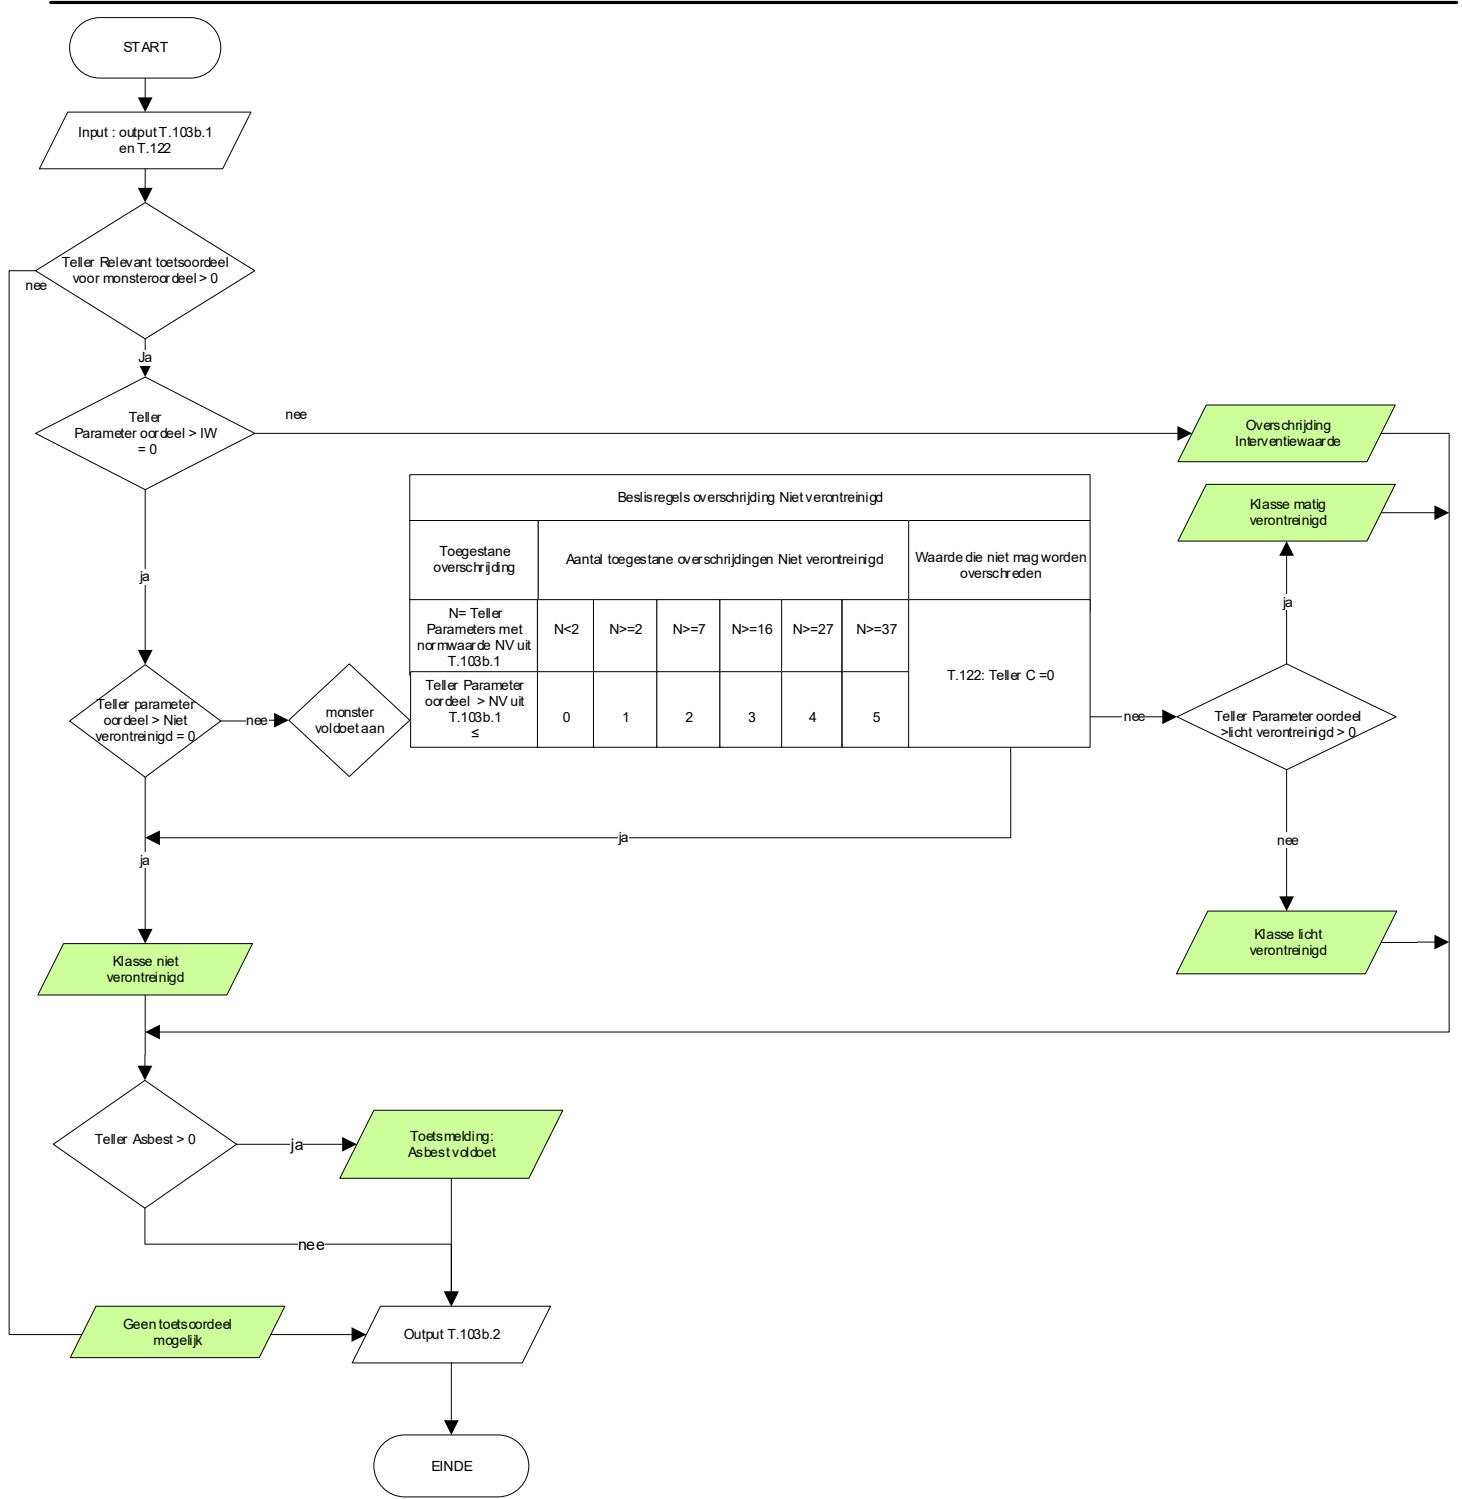 START
Input : output T.103b.1
en T.122
Teller Relevant toetsoordeel
voor monsteroordeel > 0
nee
Ja
Teller
Parameter oordeel > IW
= 0
nee
Overschrijding
Interventiewaarde
Klasse matig
verontreinigd
ja
ja
Beslisregels overschrijding Niet verontreinigd
Toegestane
overschrijding
Aantal toegestane overschrijdingen Niet verontreinigd
Waarde die niet mag worden
overschreden
N= Teller
Parameters met
normwaarde NV uit
T.103b.1
N<2
N>=2
N>=7
N>=16
N>=27
N>=37
T.122: Teller C =0
Teller Parameter
oordeel > NV uit
T.103b.1
≤
0
1
2
3
4
5
Teller parameter
oordeel > Niet
verontreinigd = 0
nee
monster
voldoet aan
nee
Teller Parameter oordeel
>licht verontreinigd > 0
ja
ja
nee
Klasse licht
verontreinigd
Klasse niet
verontreinigd
Teller Asbest > 0
ja
Toetsmelding:
Asbest voldoet
nee
Geen toetsoordeel
mogelijk
Output T.103b.2
EINDE